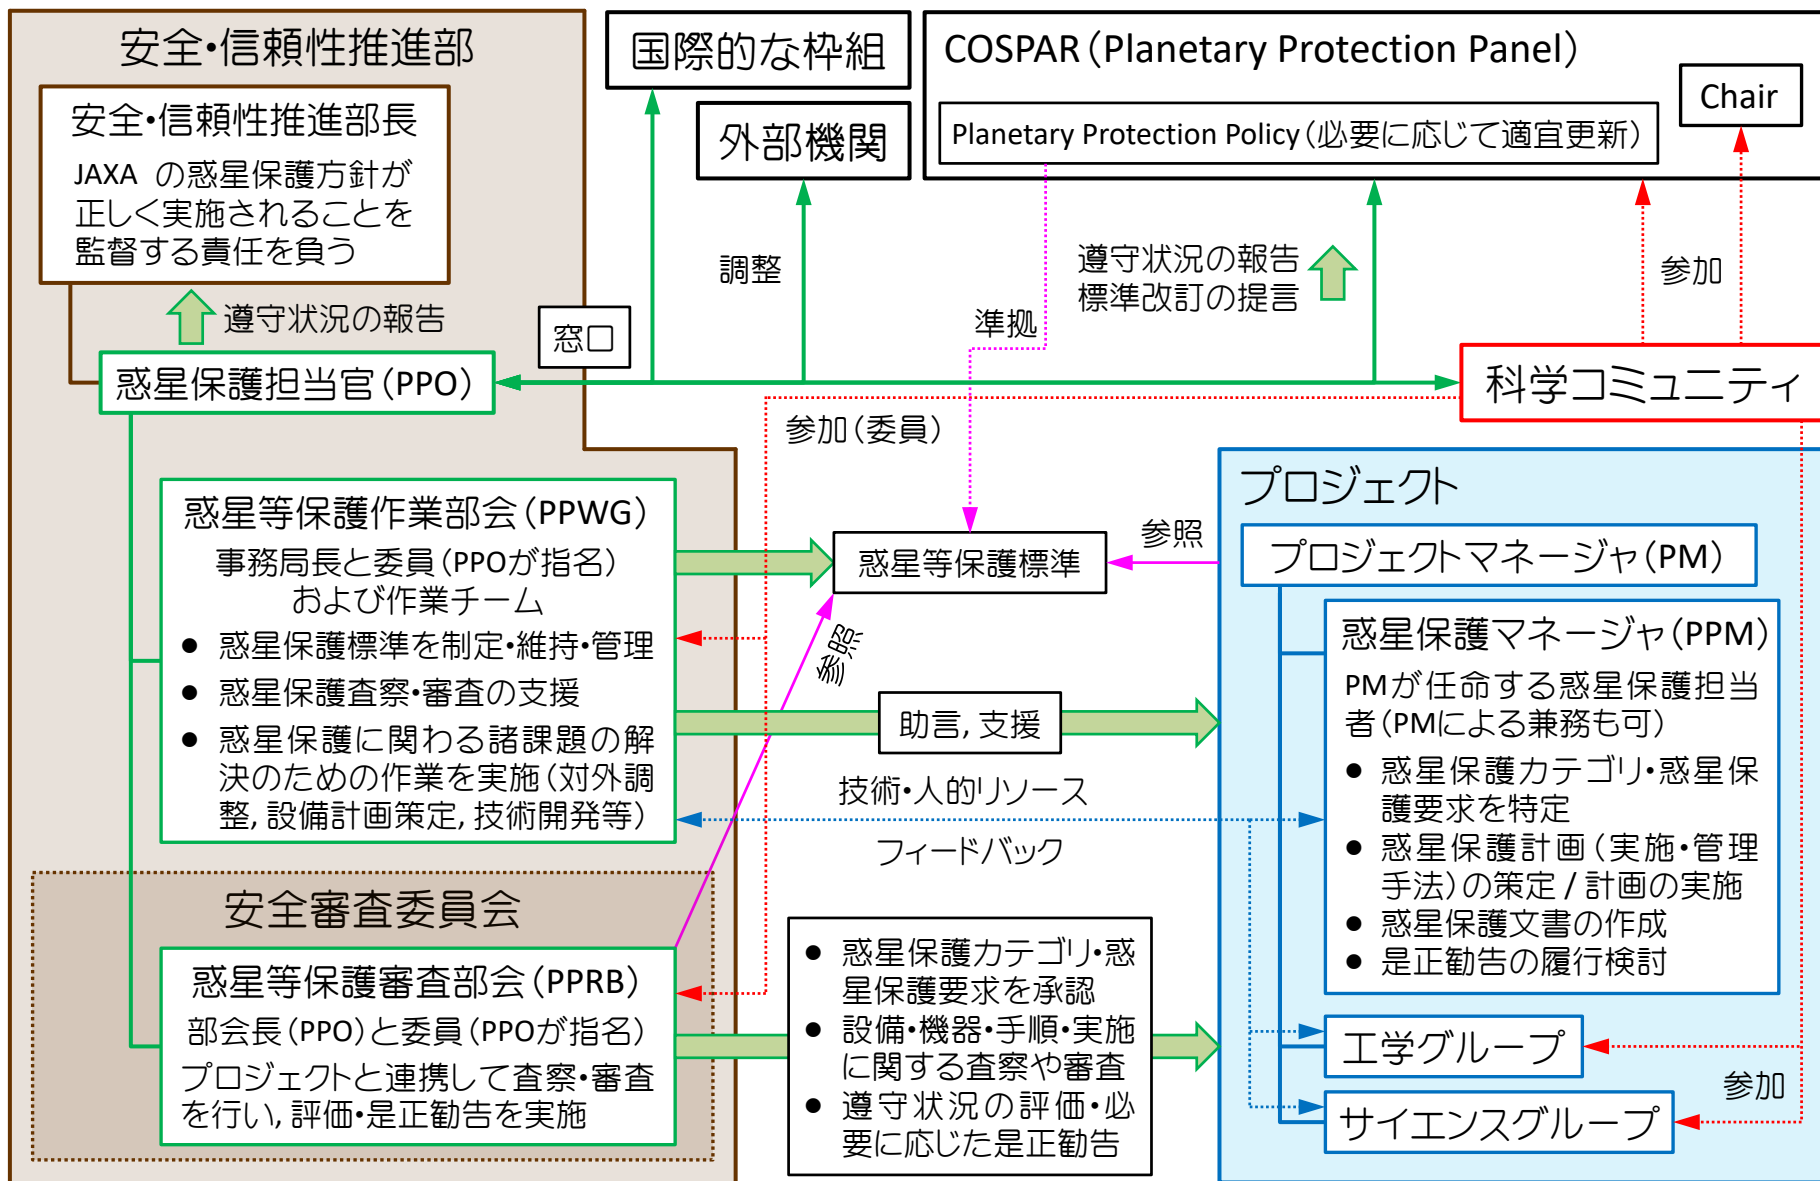 安全・信頼性推進部
安全・信頼性推進部長
JAXA の惑星保護方針が
正しく実施されることを
監督する責任を負う
遵守状況の報告
惑星保護担当官(PPO)
窓口
国際的な枠組
外部機関
調整
COSPAR(Planetary Protection Panel)
Chair
Planetary Protection Policy(必要に応じて適宜更新)
準拠
遵守状況の報告
標準改訂の提言
参加
科学コミュニティ
参加(委員)
惑星等保護作業部会(PPWG)
事務局長と委員(PPOが指名)
および作業チーム
● 惑星保護標準を制定・維持・管理
● 惑星保護査察・審査の支援
● 惑星保護に関わる諸課題の解
決のための作業を実施(対外調
整, 設備計画策定, 技術開発等)
惑星等保護標準
参照
参照
助言, 支援
技術・人的リソース
フィードバック
安全審査委員会
惑星等保護審査部会(PPRB)
部会長(PPO)と委員(PPOが指名)
プロジェクトと連携して査察・審査
を行い, 評価・是正勧告を実施
● 惑星保護カテゴリ・惑
星保護要求を承認
● 設備・機器・手順・実施
に関する査察や審査
● 遵守状況の評価・必
要に応じた是正勧告
プロジェクト
プロジェクトマネージャ(PM)
惑星保護マネージャ(PPM)
PMが任命する惑星保護担当
者(PMによる兼務も可)
● 惑星保護カテゴリ・惑星保
護要求を特定
● 惑星保護計画(実施・管理
手法)の策定 / 計画の実施
● 惑星保護文書の作成
● 是正勧告の履行検討
工学グループ
参加
サイエンスグループ